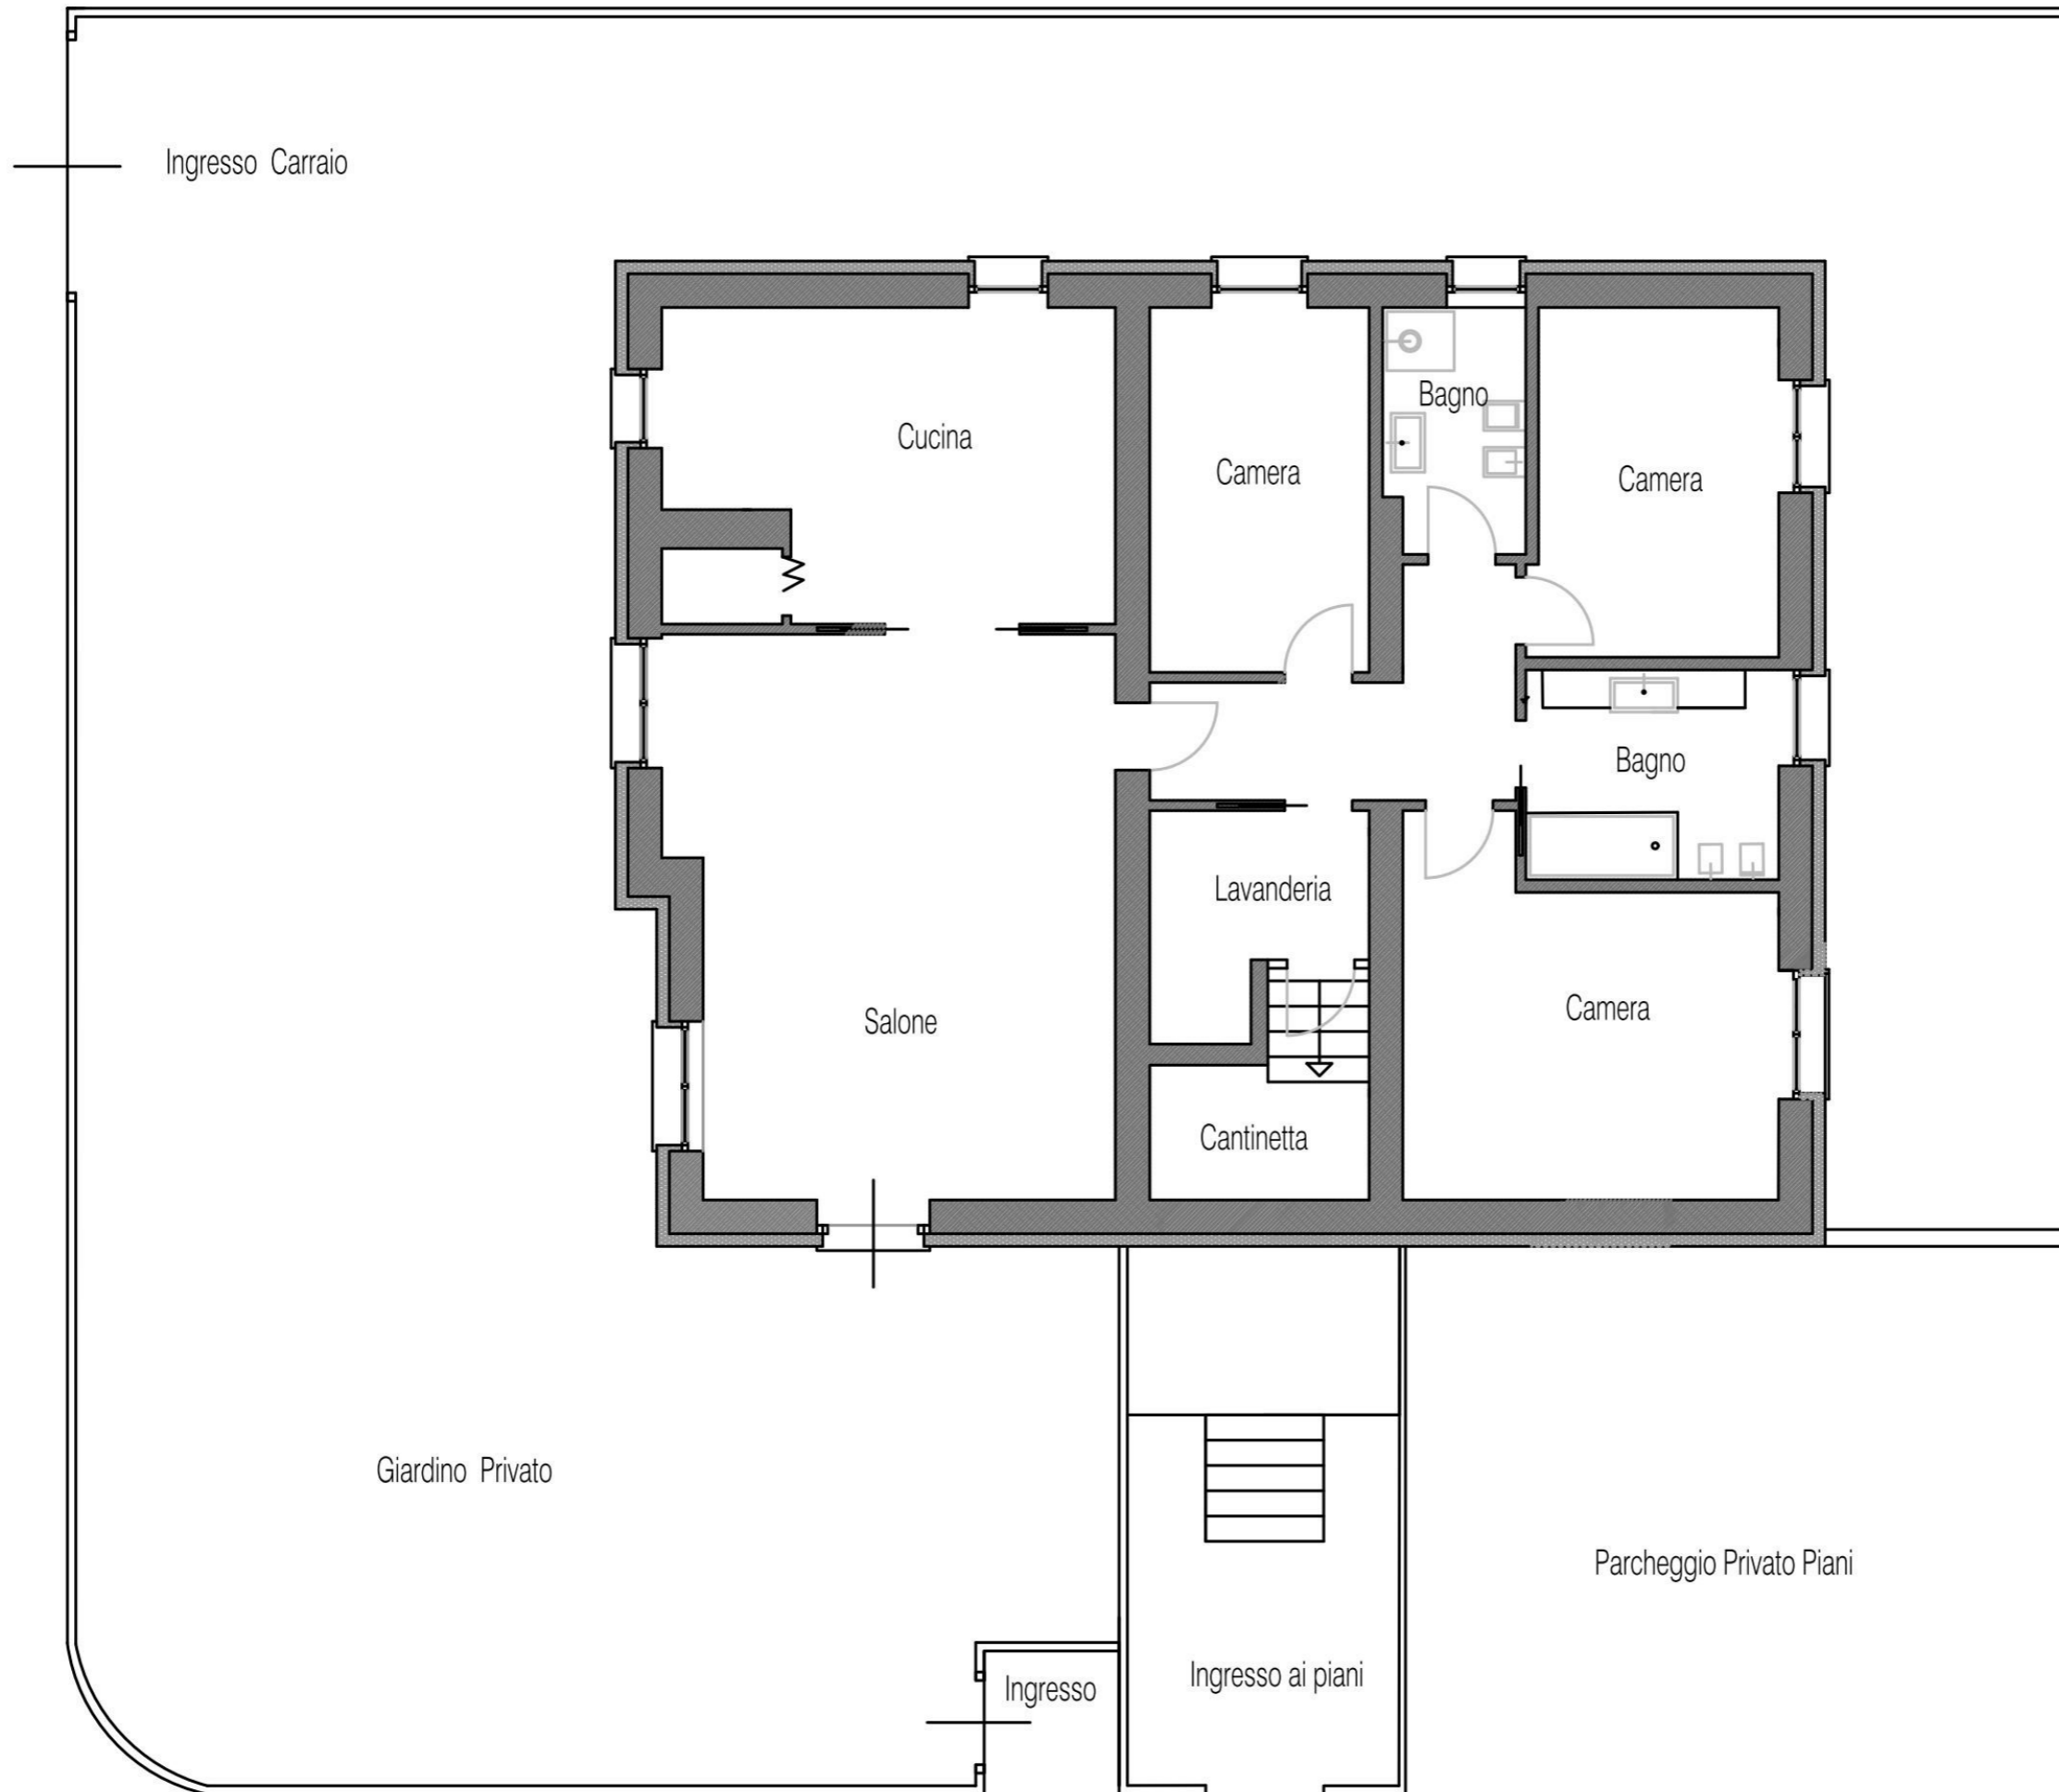 Ingresso Carraio
Cucina
Camera
Bagno
Camera
Bagno
Lavanderia
Salone
Camera
Cantinetta
Giardino Privato
Parcheggio Privato Piani
Ingresso
Ingresso ai piani